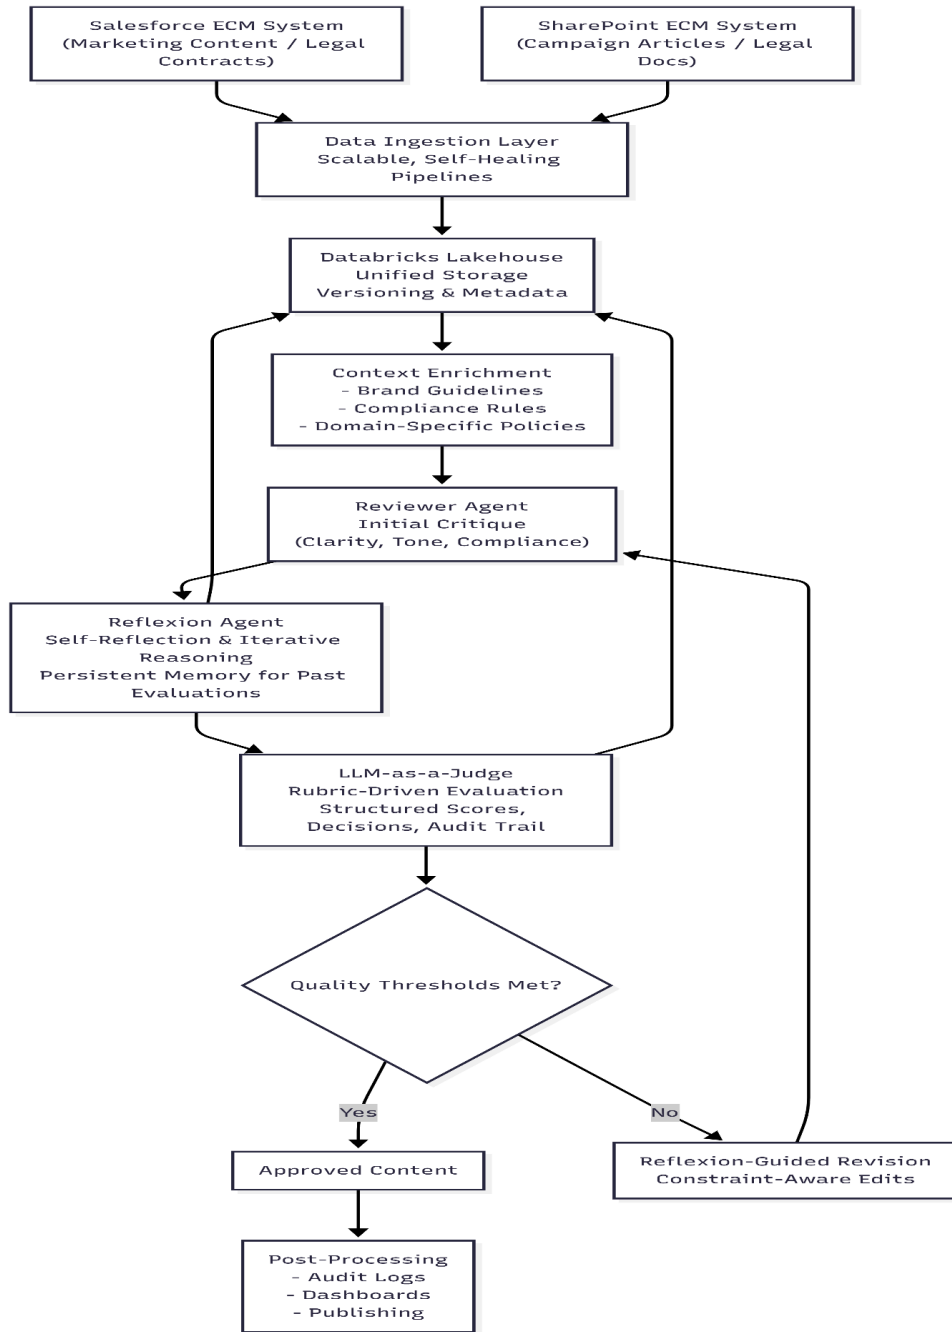 Salesforce ECM System
(Marketing Content / Legal
Contracts)
SharePoint ECM System
(Campaign Articles / Legal
Docs)
Data Ingestion Layer
Scalable, Self-Healing
Pipelines
Databricks Lakehouse
Unified Storage
Versioning & Metadata
Context Enrichment
- Brand Guidelines
- Compliance Rules
- Domain-Specific Policies
Reviewer Agent
Initial Critique
(Clarity, Tone, Compliance)
Reflexion Agent
Self-Reflection & Iterative
Reasoning
Persistent Memory for Past
Evaluations
LLM-as-a-Judge
Rubric-Driven Evaluation
Structured Scores,
Decisions, Audit Trail
Quality Thresholds Met?
Yes
No
Approved Content
Reflexion-Guided Revision
Constraint-Aware Edits
Post-Processing
- Audit Logs
- Dashboards
- Publishing